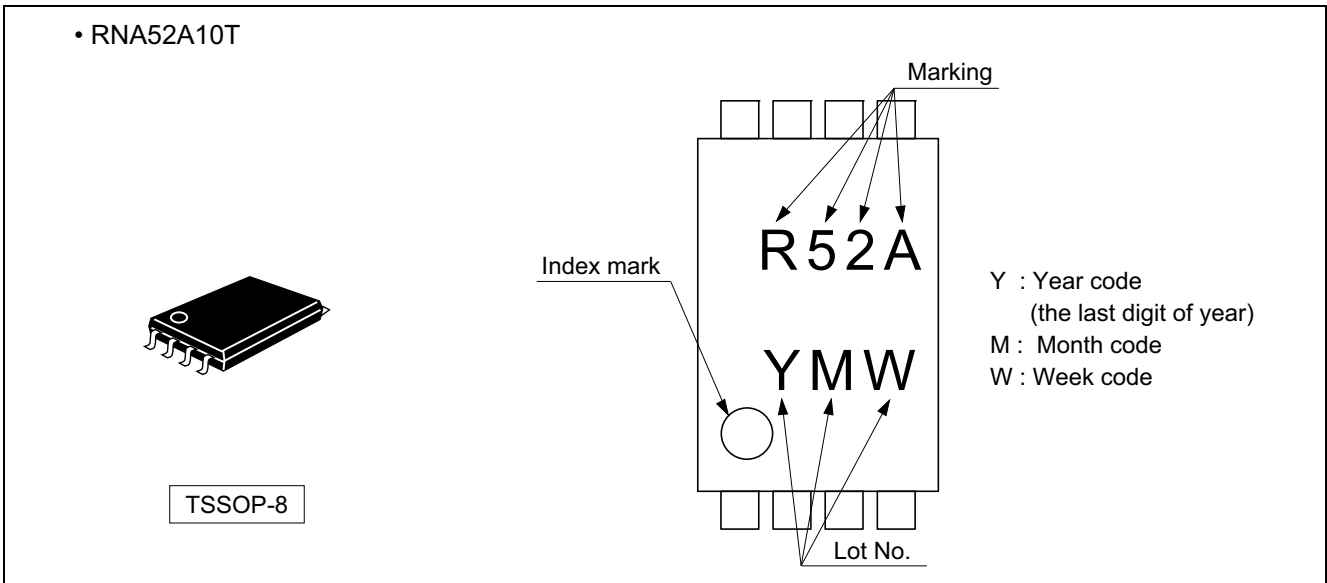 • RNA52A10T
Marking
R52A
Index mark
Y : Year code
(the last digit of year)
M : Month code
W : Week code
YMW
TSSOP-8
Lot No.